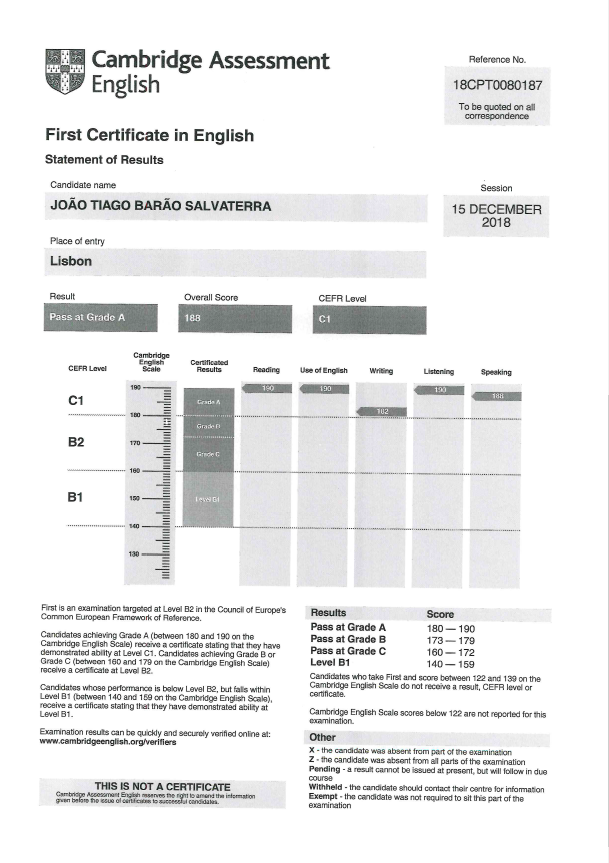 Cambridge Assessment
English
Reference No.
18CPT0080187
To be quoted on all
correspondence
First Certificate in English
Statement of Results
Candidate name
JOÃO TIAGO BARÃO SALVATERRA
Session
15 DECEMBER
2018
Place of entry
Lisbon
Result
Overall Score
CEFR Level
Pass at Grade A
188
C1
CEFR Level
Cambridge
English
Scale
Certificated
Results
Reading
Use of English
Writing
Listening
Speaking
190
190
190
190
188
C1
Grade A
182
180
Grade B
B2
170
Grade C
160
B1
150
Level B1
140
130
First is an examination targeted at Level B2 in the Council of Europe's
Common European Framework of Reference.
Candidates achieving Grade A (between 180 and 190 on the
Cambridge English Scale) receive a certificate stating that they have
demonstrated ability at Level C1. Candidates achieving Grade B or
Grade C (between 160 and 179 on the Cambridge English Scale)
receive a certificate at Level B2.
Candidates whose performance is below Level B2, but falls within
Level B1 (between 140 and 159 on the Cambridge English Scale),
receive a certificate stating that they have demonstrated ability at
Level B1.
Examination results can be quickly and securely verified online at:
www.cambridgeenglish.org/verifiers
THIS IS NOT A CERTIFICATE
Cambridge Assessment English reserves the right to amend the information
given before the issue of certificates to successful candidates.
Results Score
Pass at Grade A 180 — 190
Pass at Grade B 173 — 179
Pass at Grade C 160 — 172
Level B1 140 — 159
Candidates who take First and score between 122 and 139 on the
Cambridge English Scale do not receive a result, CEFR level or
certificate.
Cambridge English Scale scores below 122 are not reported for this
examination.
Other
X - the candidate was absent from part of the examination
Z - the candidate was absent from all parts of the examination
Pending - a result cannot be issued at present, but will follow in due
course
Withheld - the candidate should contact their centre for information
Exempt - the candidate was not required to sit this part of the
examination